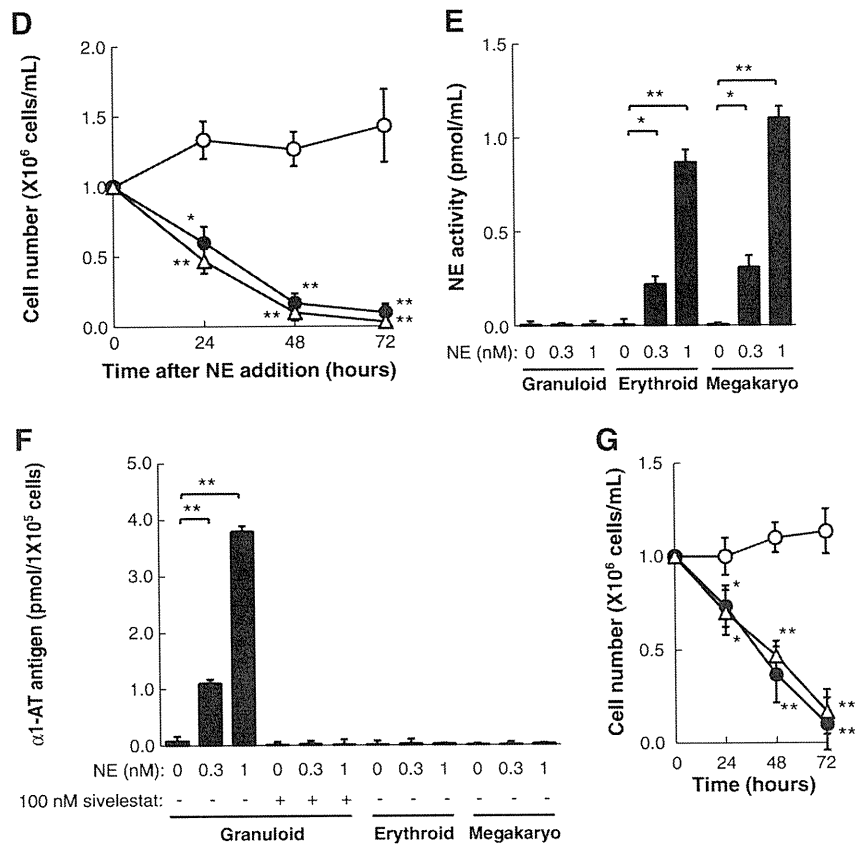 D
2.0
1.5
1.0
0.5
0.0
Cell number (X10⁶ cells/mL)
*
**
**
**
**
**
0 24 48 72
Time after NE addition (hours)
E
1.5
1.0
0.5
0.0
NE activity (pmol/mL)
**
*
**
*
NE (nM): 0 0.3 1 0 0.3 1 0 0.3 1
Granuloid Erythroid Megakaryo
F
5.0
4.0
3.0
2.0
1.0
0.0
α1-AT antigen (pmol/1X10⁵ cells)
**
**
NE (nM): 0 0.3 1 0 0.3 1 0 0.3 1 0 0.3 1
100 nM sivelestat: - - - + + + - - - - - -
Granuloid Erythroid Megakaryo
G
1.5
1.0
0.5
0.0
Cell number (X10⁶ cells/mL)
*
*
**
**
**
**
0 24 48 72
Time (hours)